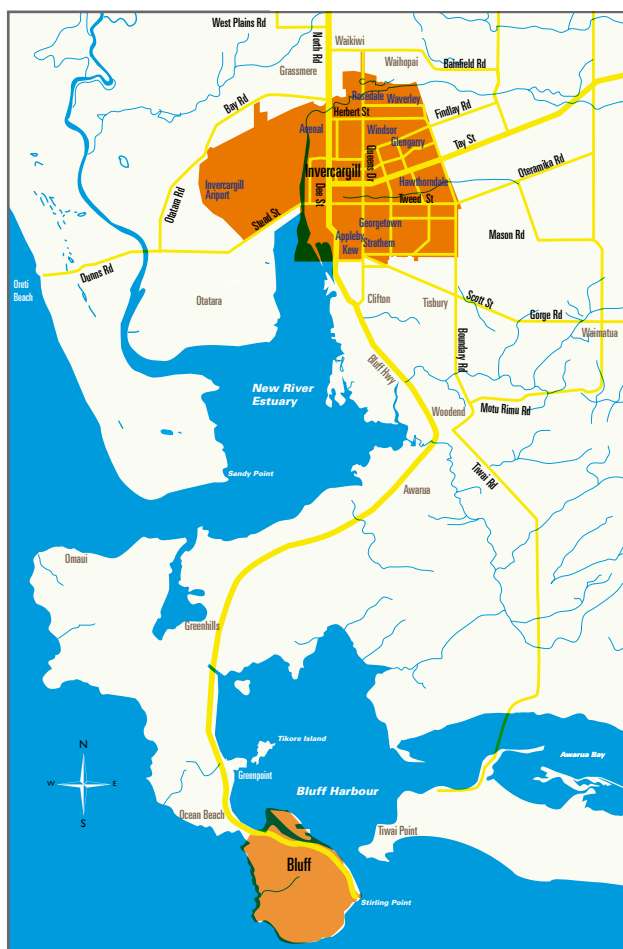 West Plains Rd
North Rd
Waikiwi
Waihopai
Bainfield Rd
Grassmere
Bay Rd
Rosedale
Waverley
Herbert St
Findlay Rd
Avenal
Windsor
Glengarry
Tay St
Queens Dr
Invercargill
Oteramika Rd
Hawthorndale
Invercargill
Ariport
Dee St
Tweed St
Otatara Rd
Stead St
Georgetown
Appleby
Strathern
Kew
Mason Rd
Dunns Rd
Oreti
Beach
Otatara
Clifton
Tisbury
Scott St
Gorge Rd
Waimatua
Boundary Rd
Bluff Hwy
New River
Estuary
Woodend
Motu Rimu Rd
Tiwai Rd
Sandy Point
Awarua
Omaui
Greenhills
N
W
E
S
Tikore Island
Greenpoint
Awarua Bay
Bluff Harbour
Ocean Beach
Tiwai Point
Bluff
Stirling Point